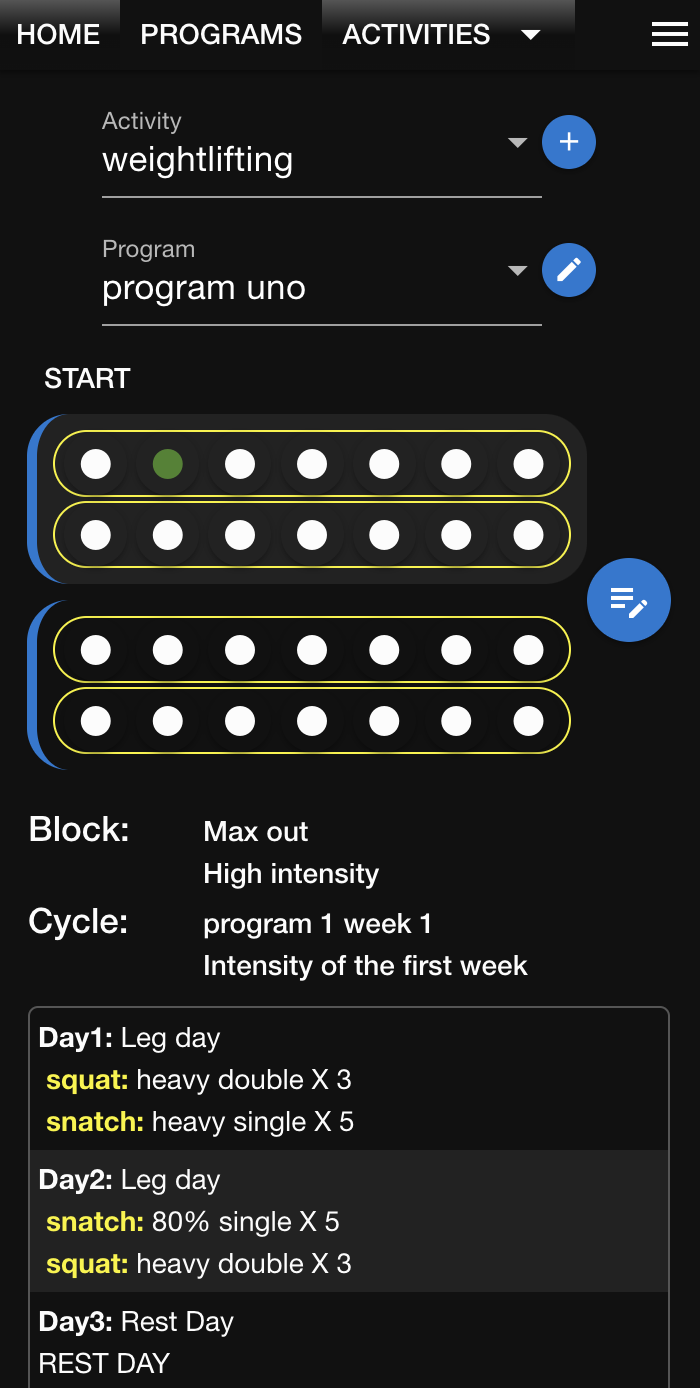 HOME PROGRAMS ACTIVITIES
Activity
weightlifting
Program
program uno
START
Block: Max out
High intensity
Cycle: program 1 week 1
Intensity of the first week
Day1: Leg day
squat: heavy double X 3
snatch: heavy single X 5
Day2: Leg day
snatch: 80% single X 5
squat: heavy double X 3
Day3: Rest Day
REST DAY